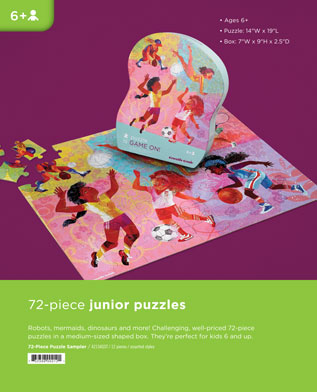 6+
• Ages 6+
• Puzzle: 14"W x 19"L
• Box: 7"W x 9"H x 2.5"D
GAME ON!
72-piece junior puzzles
Robots, mermaids, dinosaurs and more! Challenging, well-priced 72-piece
puzzles in a medium-sized shaped box. They're perfect for kids 6 and up.
72-Piece Puzzle Sampler /